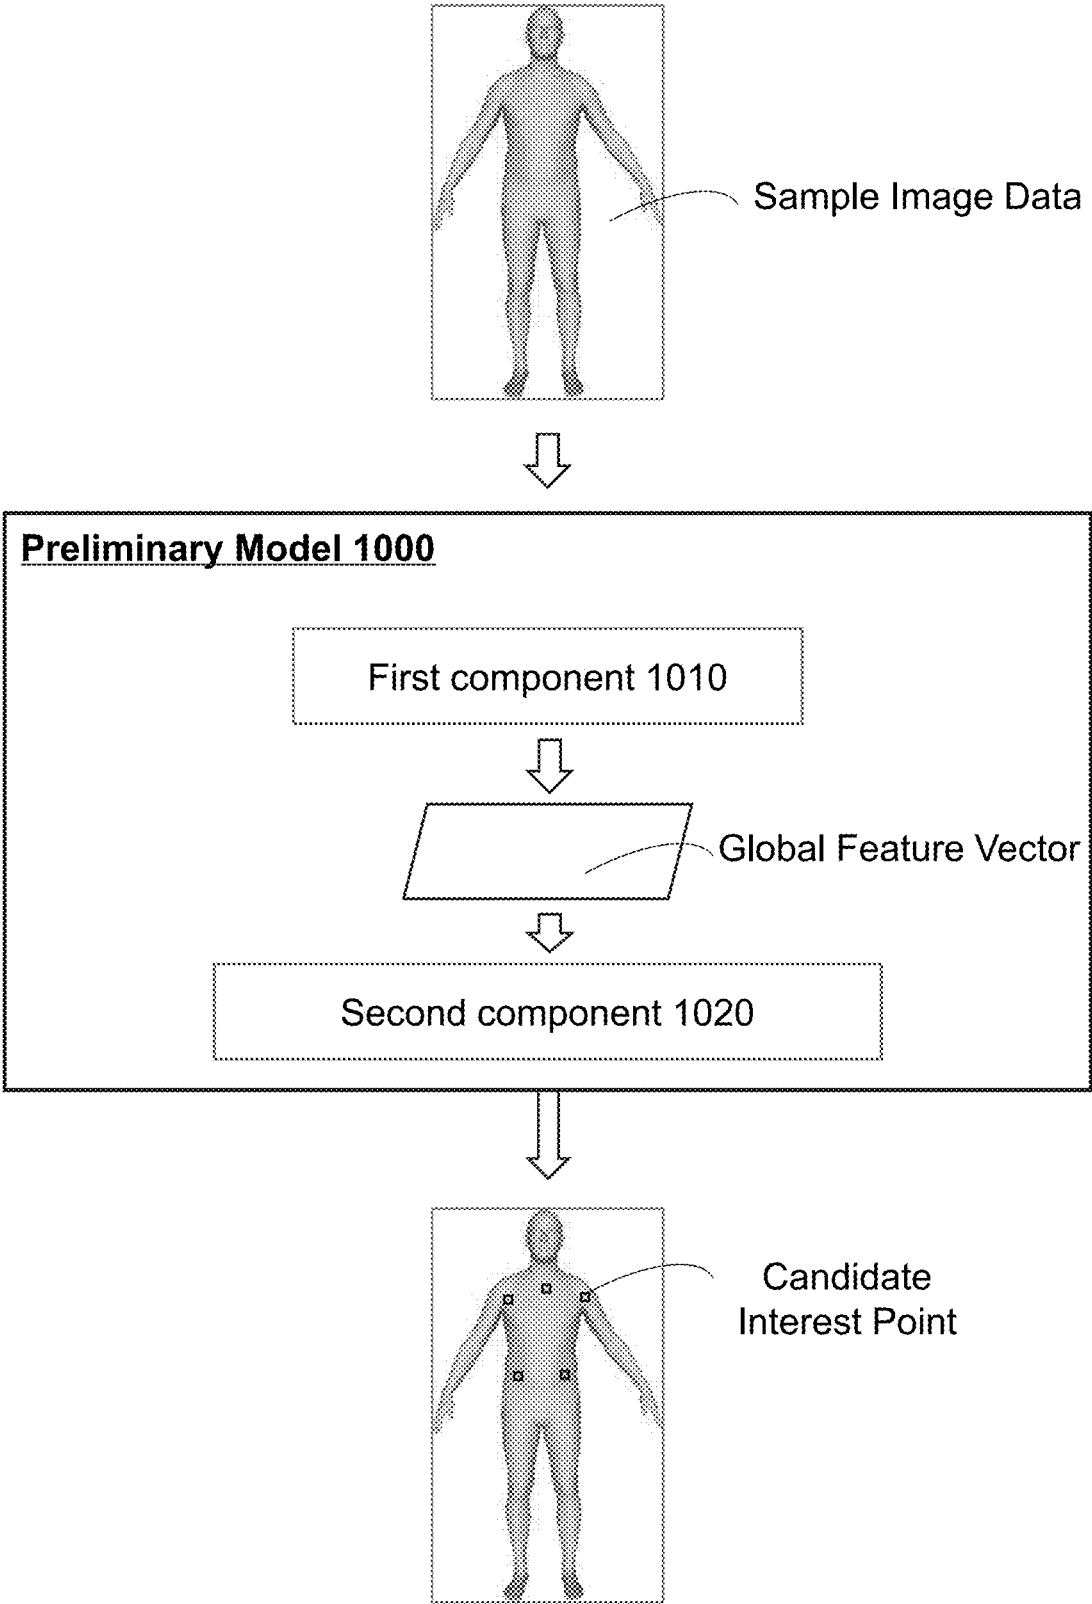 Sample Image Data
Preliminary Model 1000
First component 1010
Global Feature Vector
Second component 1020
Candidate
Interest Point